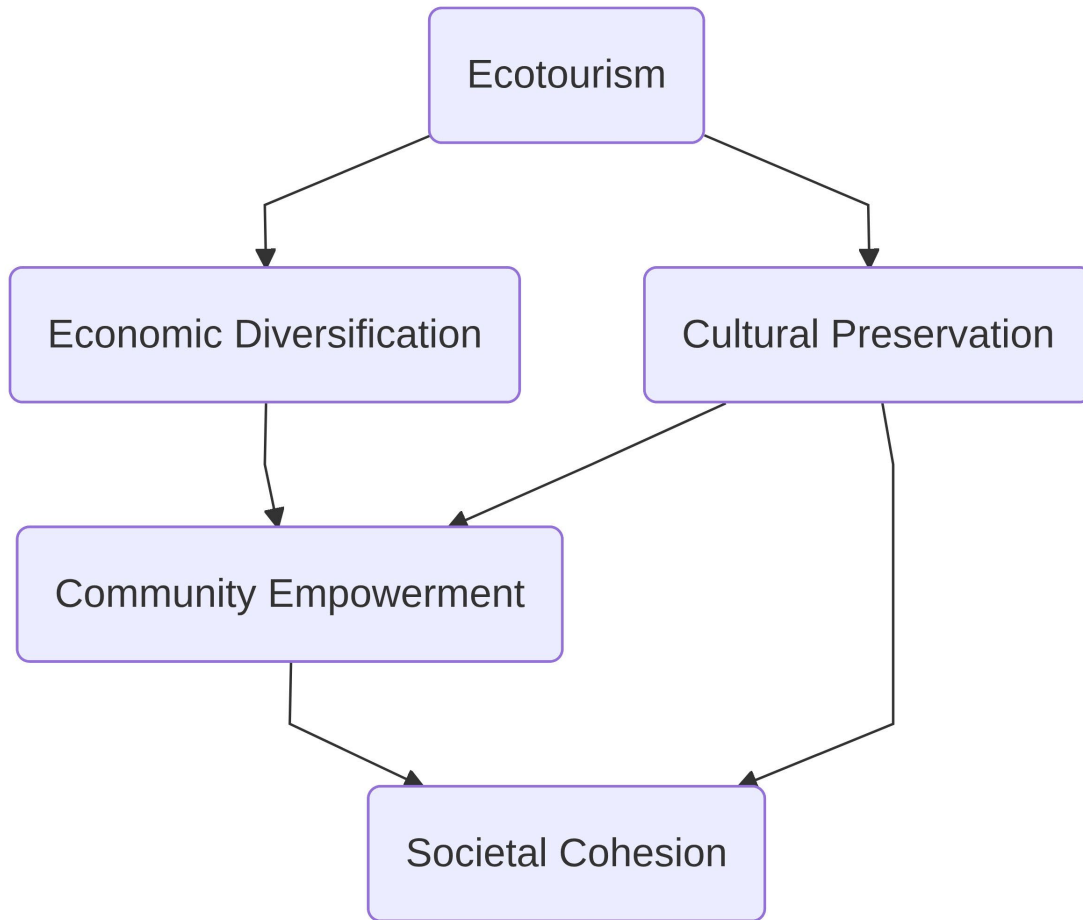 Ecotourism
Economic Diversification
Cultural Preservation
Community Empowerment
Societal Cohesion